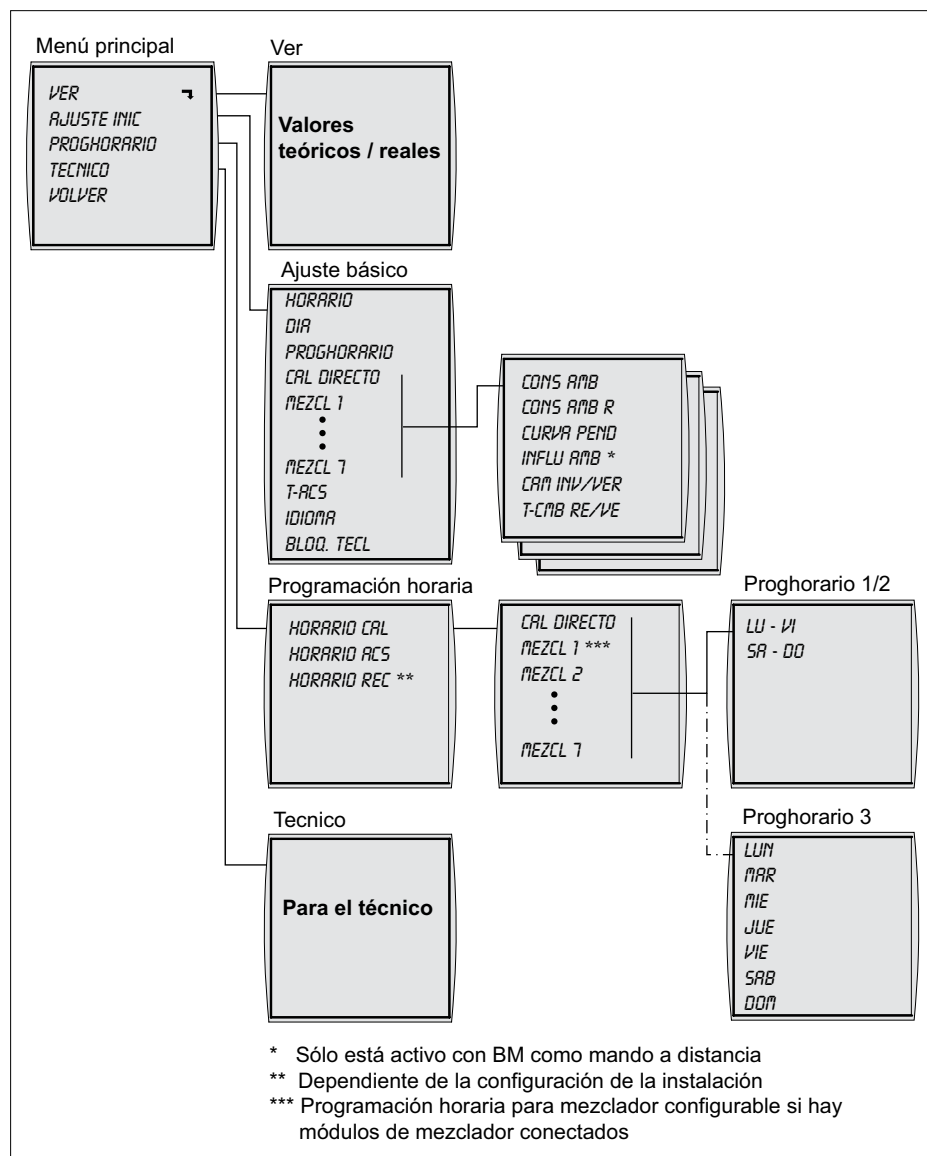 Menú principal
VER
AJUSTE INIC
PROGHORARIO
TECNICO
VOLVER
Ver
Valores
teóricos / reales
Ajuste básico
HORARIO
DIA
PROGHORARIO
CAL DIRECTO
MEZCL 1
MEZCL 7
T-ACS
IDIOMA
BLOQ. TECL
CONS AMB
CONS AMB R
CURVA PEND
INFLU AMB *
CAM INV/VER
T-CMB RE/VE
Programación horaria
HORARIO CAL
HORARIO ACS
HORARIO REC **
CAL DIRECTO
MEZCL 1 ***
MEZCL 2
MEZCL 7
Proghorario 1/2
LU - VI
SA - DO
Proghorario 3
LUN
MAR
MIE
JUE
VIE
SAB
DOM
Tecnico
Para el técnico
* Sólo está activo con BM como mando a distancia
** Dependiente de la configuración de la instalación
*** Programación horaria para mezclador configurable si hay
módulos de mezclador conectados